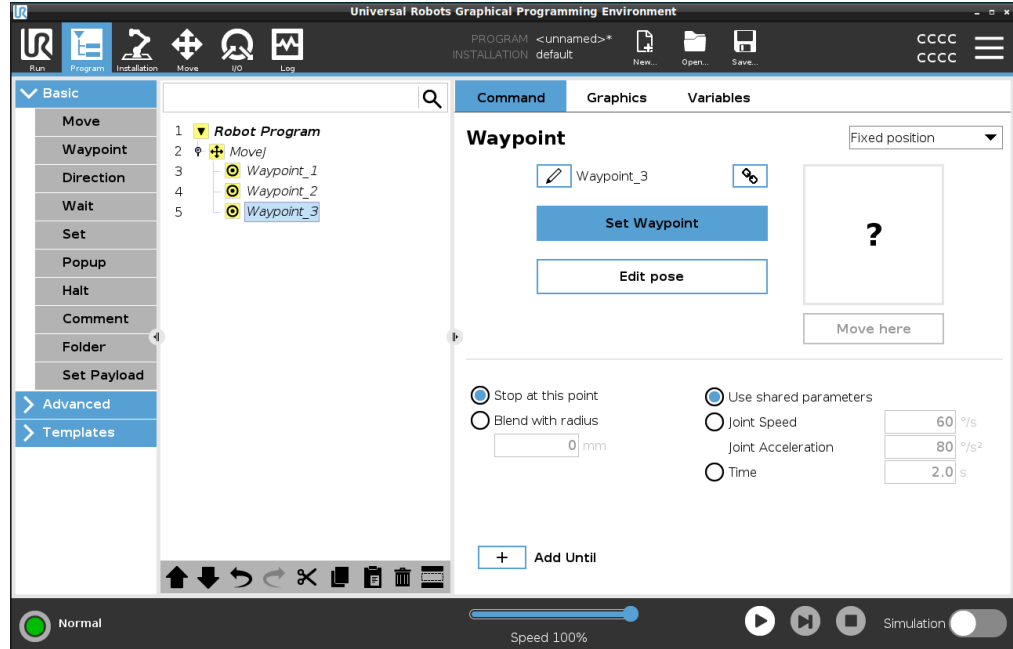 Universal Robots Graphical Programming Environment
UR
Run
Program
Installation
Move
I/O
Log
PROGRAM <unnamed>*
INSTALLATION default
New...
Open...
Save...
CCCC
CCCC
Basic
Move
Waypoint
Direction
Wait
Set
Popup
Halt
Comment
Folder
Set Payload
Advanced
Templates
1 Robot Program
2 MoveJ
3 Waypoint_1
4 Waypoint_2
5 Waypoint_3
Command Graphics Variables
Waypoint
Fixed position
Waypoint_3
Set Waypoint
Edit pose
?
Move here
Stop at this point
Blend with radius
0 mm
Use shared parameters
Joint Speed 60 °/s
Joint Acceleration 80 °/s²
Time 2.0 s
+ Add Until
Normal
Speed 100%
Simulation